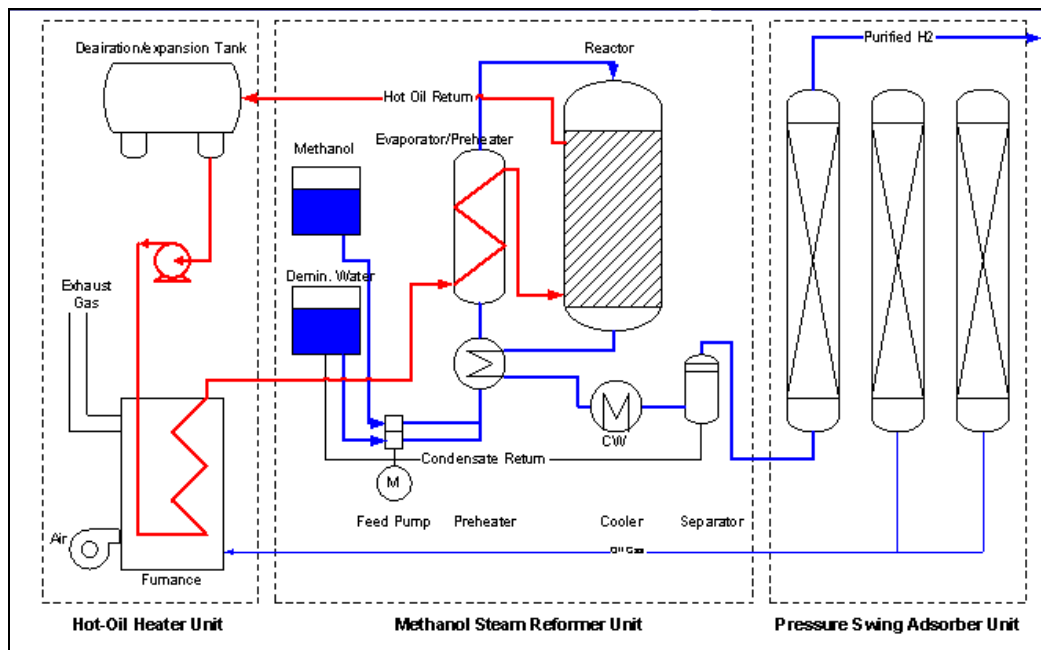 Deairation/expansion Tank
Reactor
Purified H2
Hot Oil Return
Evaporator/Preheater
Methanol
Demin. Water
Exhaust
Gas
CW
Condensate Return
M
Feed Pump
Preheater
Cooler
Separator
Air
Off Gas
Furnance
Hot-Oil Heater Unit
Methanol Steam Reformer Unit
Pressure Swing Adsorber Unit